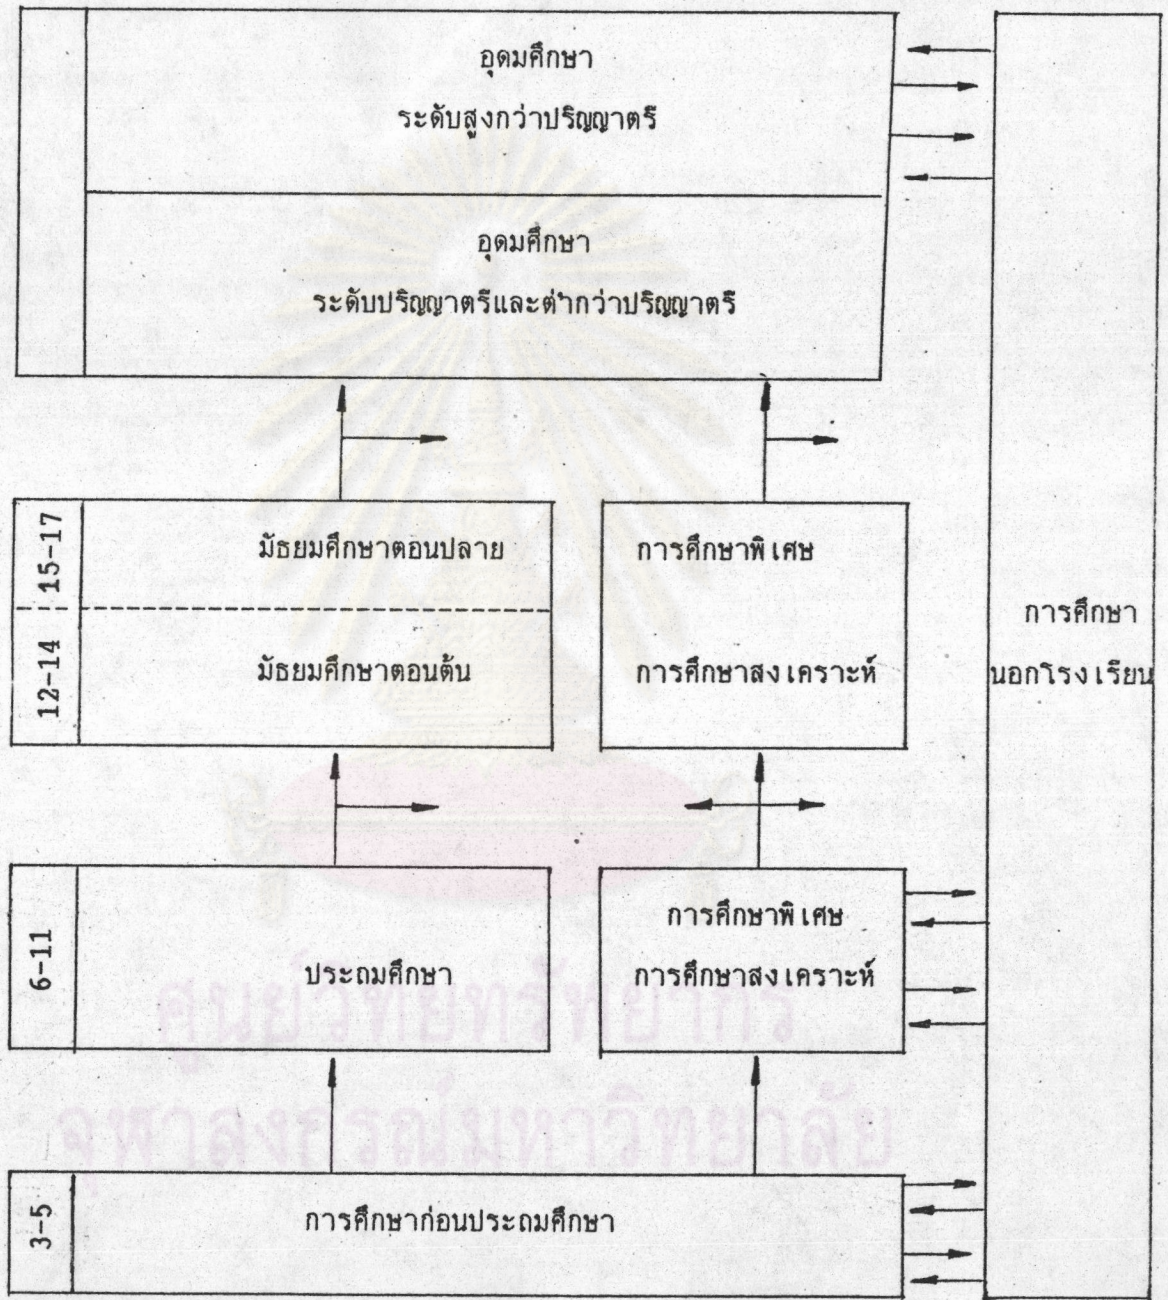 อุดมศึกษา
ระดับสูงกว่าปริญญาตรี
อุดมศึกษา
ระดับปริญญาตรีและต่ำกว่าปริญญาตรี
15-17
มัธยมศึกษาตอนปลาย
การศึกษาพิเศษ
12-14
มัธยมศึกษาตอนต้น
การศึกษาสงเคราะห์
การศึกษา
นอกโรงเรียน
6-11
ประถมศึกษา
การศึกษาพิเศษ
การศึกษาสงเคราะห์
ศูนย์วิทยทรัพยากร
จุฬาลงกรณ์มหาวิทยาลัย
3-5
การศึกษาก่อนประถมศึกษา